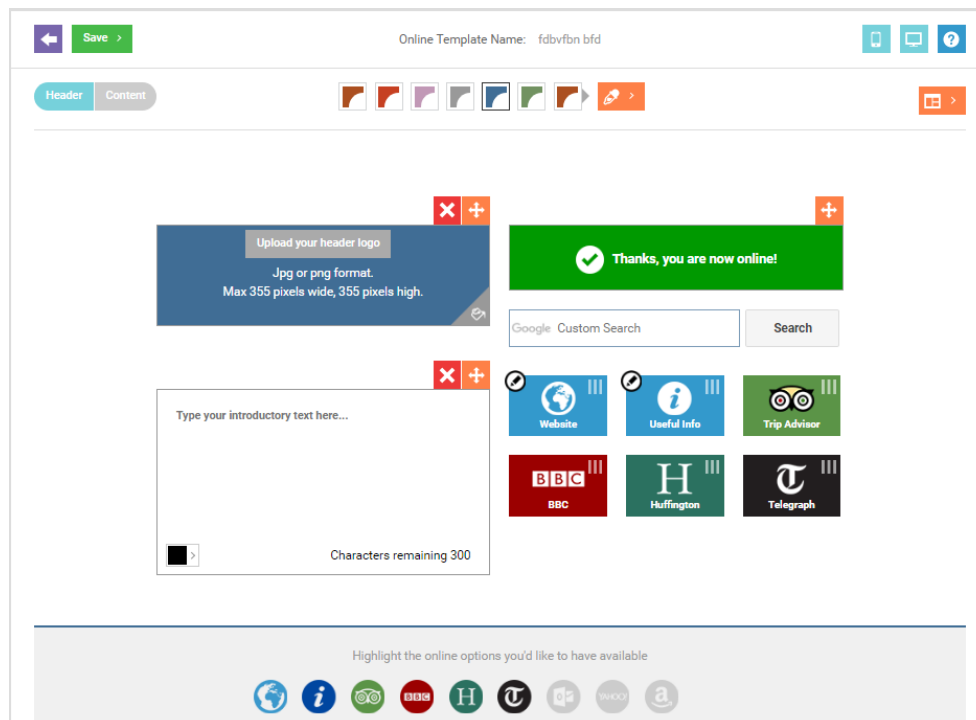 Save >
Online Template Name: fdbvfbn bfd
?
Header Content
Upload your header logo
Jpg or png format.
Max 355 pixels wide, 355 pixels high.
Thanks, you are now online!
Google Custom Search Search
Type your introductory text here...
Characters remaining 300
i
Website Useful Info Trip Advisor
BBC H T
BBC Huffington Telegraph
Highlight the online options you'd like to have available
i BBC H T YAHOO! a